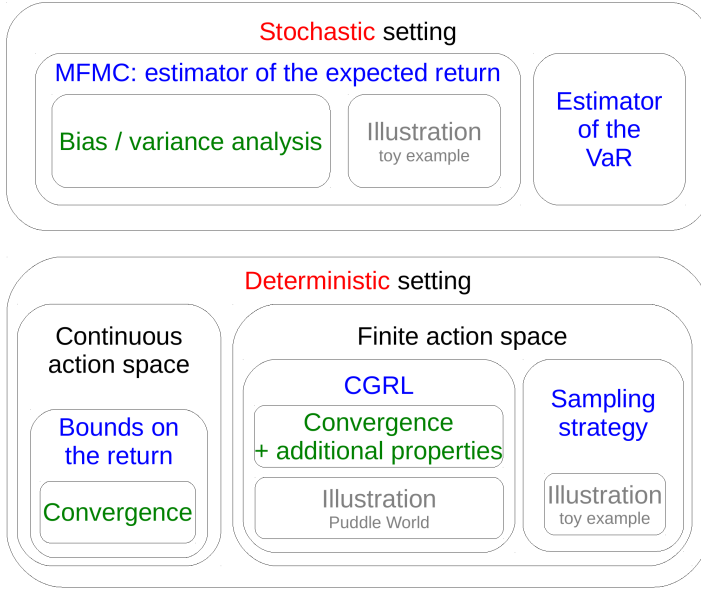 Stochastic setting
MFMC: estimator of the expected return
Bias / variance analysis
Illustration
toy example
Estimator
of the
VaR
Deterministic setting
Continuous
action space
Bounds on
the return
Convergence
Finite action space
CGRL
Convergence
+ additional properties
Illustration
Puddle World
Sampling
strategy
Illustration
toy example